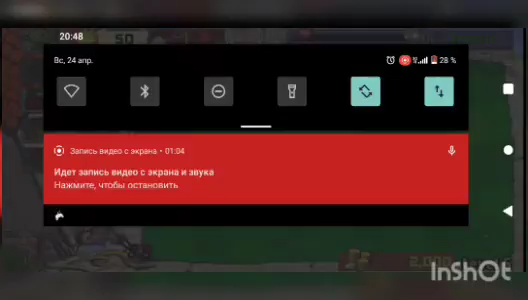 20:48
50
Вс, 24 апр.
28 %
Запись видео с экрана • 01:04
Идет запись видео с экрана и звука
Нажмите, чтобы остановить
InShOt